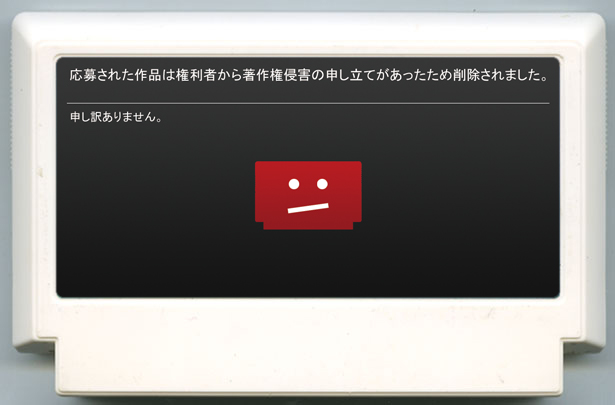 応募された作品は権利者から著作権侵害の申し立てがあったため削除されました。
申し訳ありません。